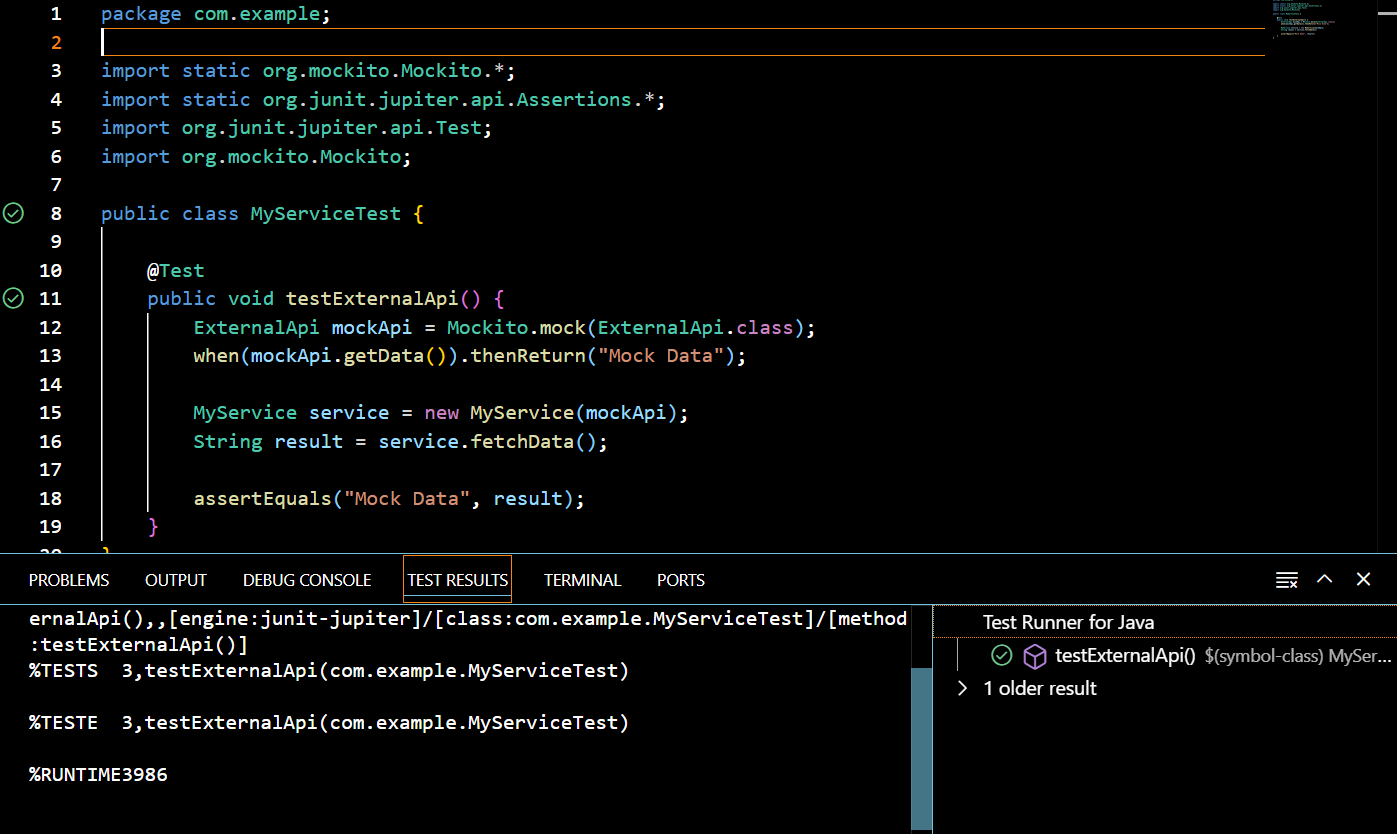 1 package com.example;
2
3 import static org.mockito.Mockito.*;
4 import static org.junit.jupiter.api.Assertions.*;
5 import org.junit.jupiter.api.Test;
6 import org.mockito.Mockito;
7
8 public class MyServiceTest {
9
10 @Test
11 public void testExternalApi() {
12 ExternalApi mockApi = Mockito.mock(ExternalApi.class);
13 when(mockApi.getData()).thenReturn("Mock Data");
14
15 MyService service = new MyService(mockApi);
16 String result = service.fetchData();
17
18 assertEquals("Mock Data", result);
19 }
20 }
PROBLEMS OUTPUT DEBUG CONSOLE TEST RESULTS TERMINAL PORTS
ernalApi(),,[engine:junit-jupiter]/[class:com.example.MyServiceTest]/[method
:testExternalApi()]
%TESTS 3,testExternalApi(com.example.MyServiceTest)
%TESTE 3,testExternalApi(com.example.MyServiceTest)
%RUNTIME3986
Test Runner for Java
testExternalApi() $(symbol-class) MySer...
1 older result